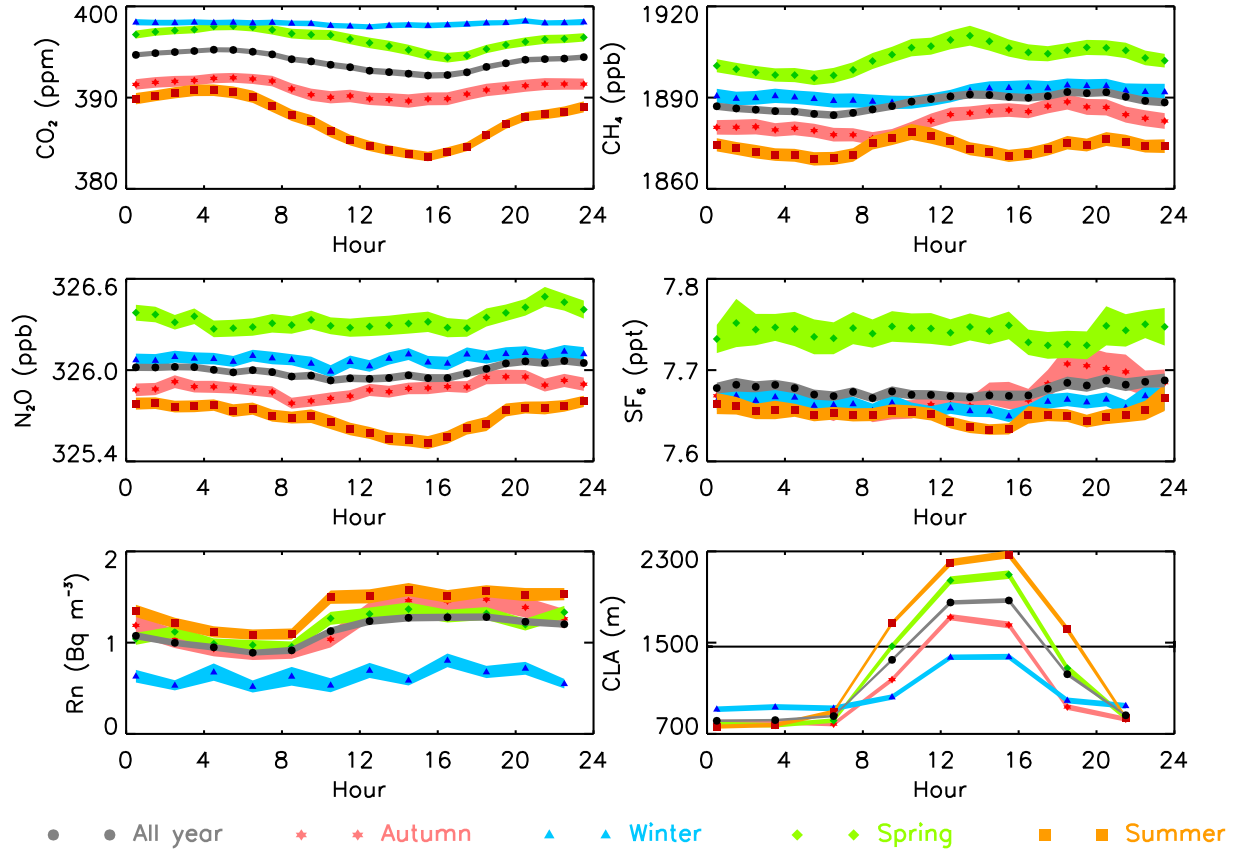 400
390
380
CO₂ (ppm)
0 4 8 12 16 20 24
Hour
1920
1890
1860
CH₄ (ppb)
0 4 8 12 16 20 24
Hour
326.6
326.0
325.4
N₂O (ppb)
0 4 8 12 16 20 24
Hour
7.8
7.7
7.6
SF₆ (ppt)
0 4 8 12 16 20 24
Hour
2
1
0
Rn (Bq m⁻³)
0 4 8 12 16 20 24
Hour
2300
1500
700
CLA (m)
0 4 8 12 16 20 24
Hour
All year Autumn Winter Spring Summer